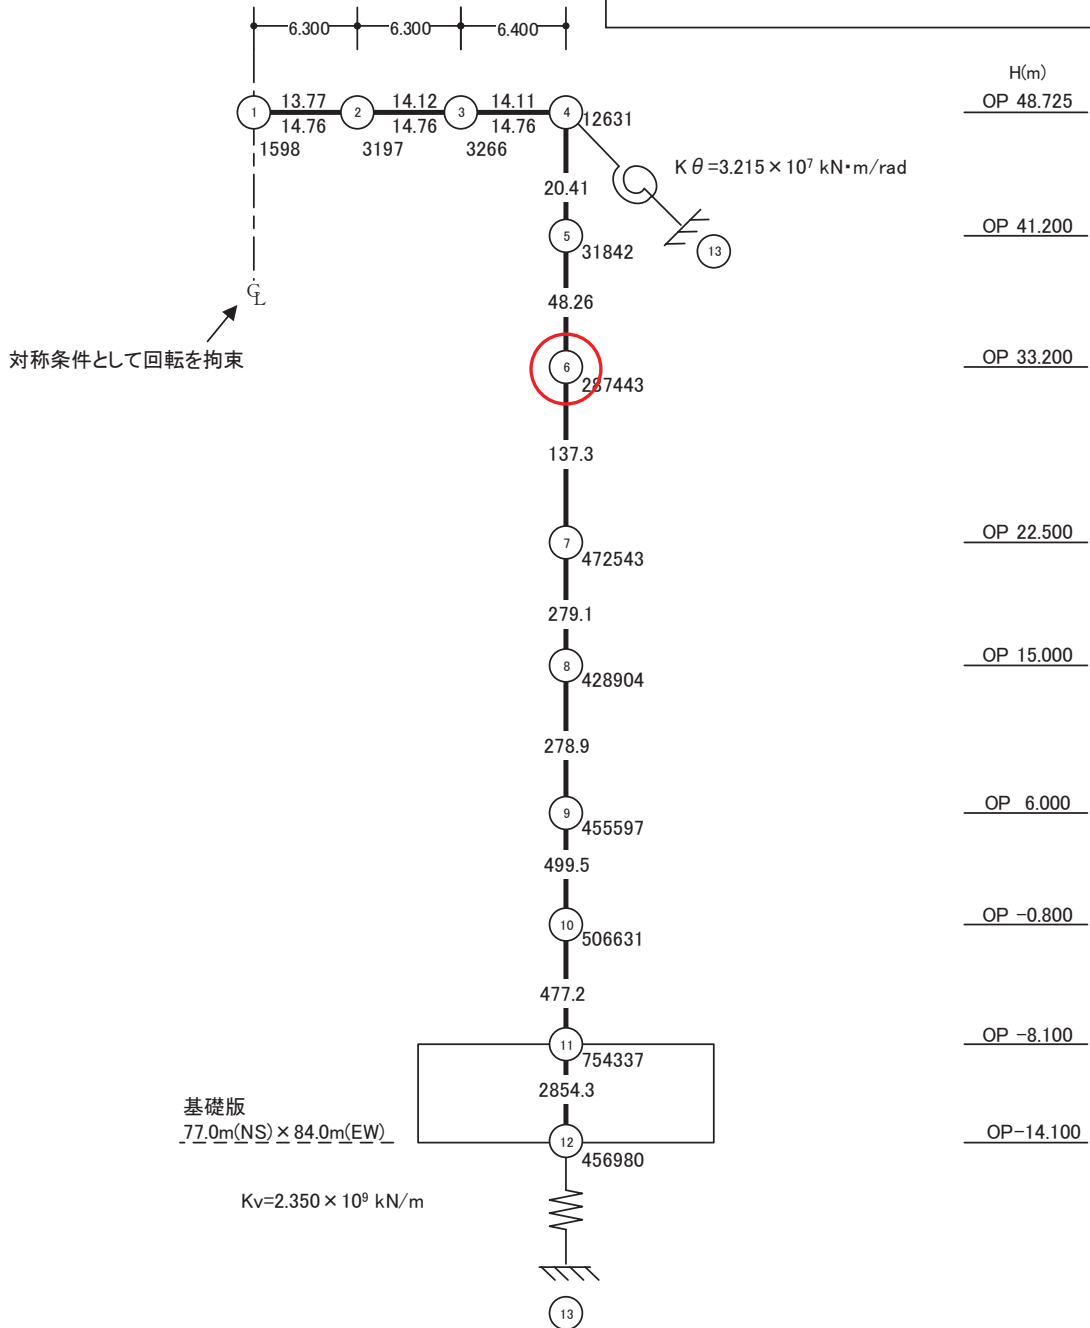 6.300 6.300 6.400
H(m)
OP 48.725
1 13.77 2 14.12 3 14.11 4 12631
14.76 14.76 14.76
1598 3197 3266
Kθ=3.215×10⁷ kN・m/rad
20.41
OP 41.200
5 31842
13
℄
48.26
対称条件として回転を拘束
OP 33.200
6 287443
137.3
OP 22.500
7 472543
279.1
OP 15.000
8 428904
278.9
OP 6.000
9 455597
499.5
OP -0.800
10 506631
477.2
OP -8.100
11 754337
2854.3
基礎版
77.0m(NS)×84.0m(EW)
OP-14.100
12 456980
Kv=2.350×10⁹ kN/m
13